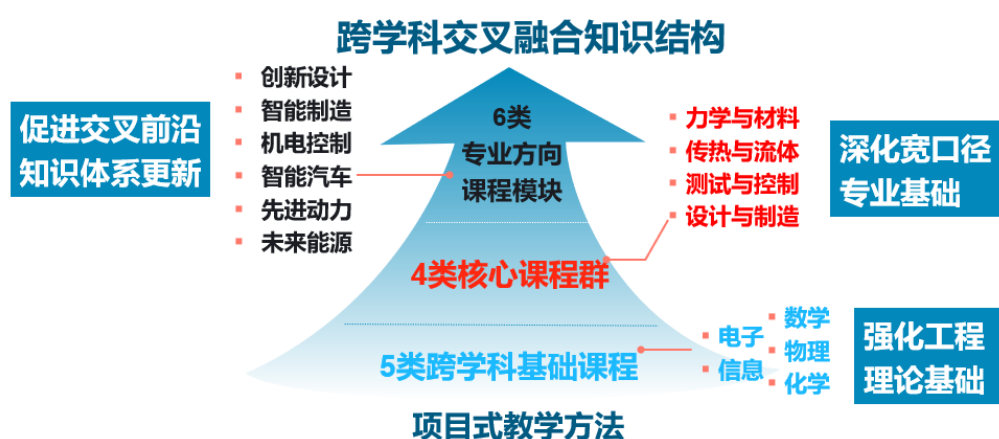 跨学科交叉融合知识结构
促进交叉前沿
知识体系更新
创新设计
智能制造
机电控制
智能汽车
先进动力
未来能源
6类
专业方向
课程模块
力学与材料
传热与流体
测试与控制
设计与制造
深化宽口径
专业基础
4类核心课程群
5类跨学科基础课程
电子
信息
数学
物理
化学
强化工程
理论基础
项目式教学方法